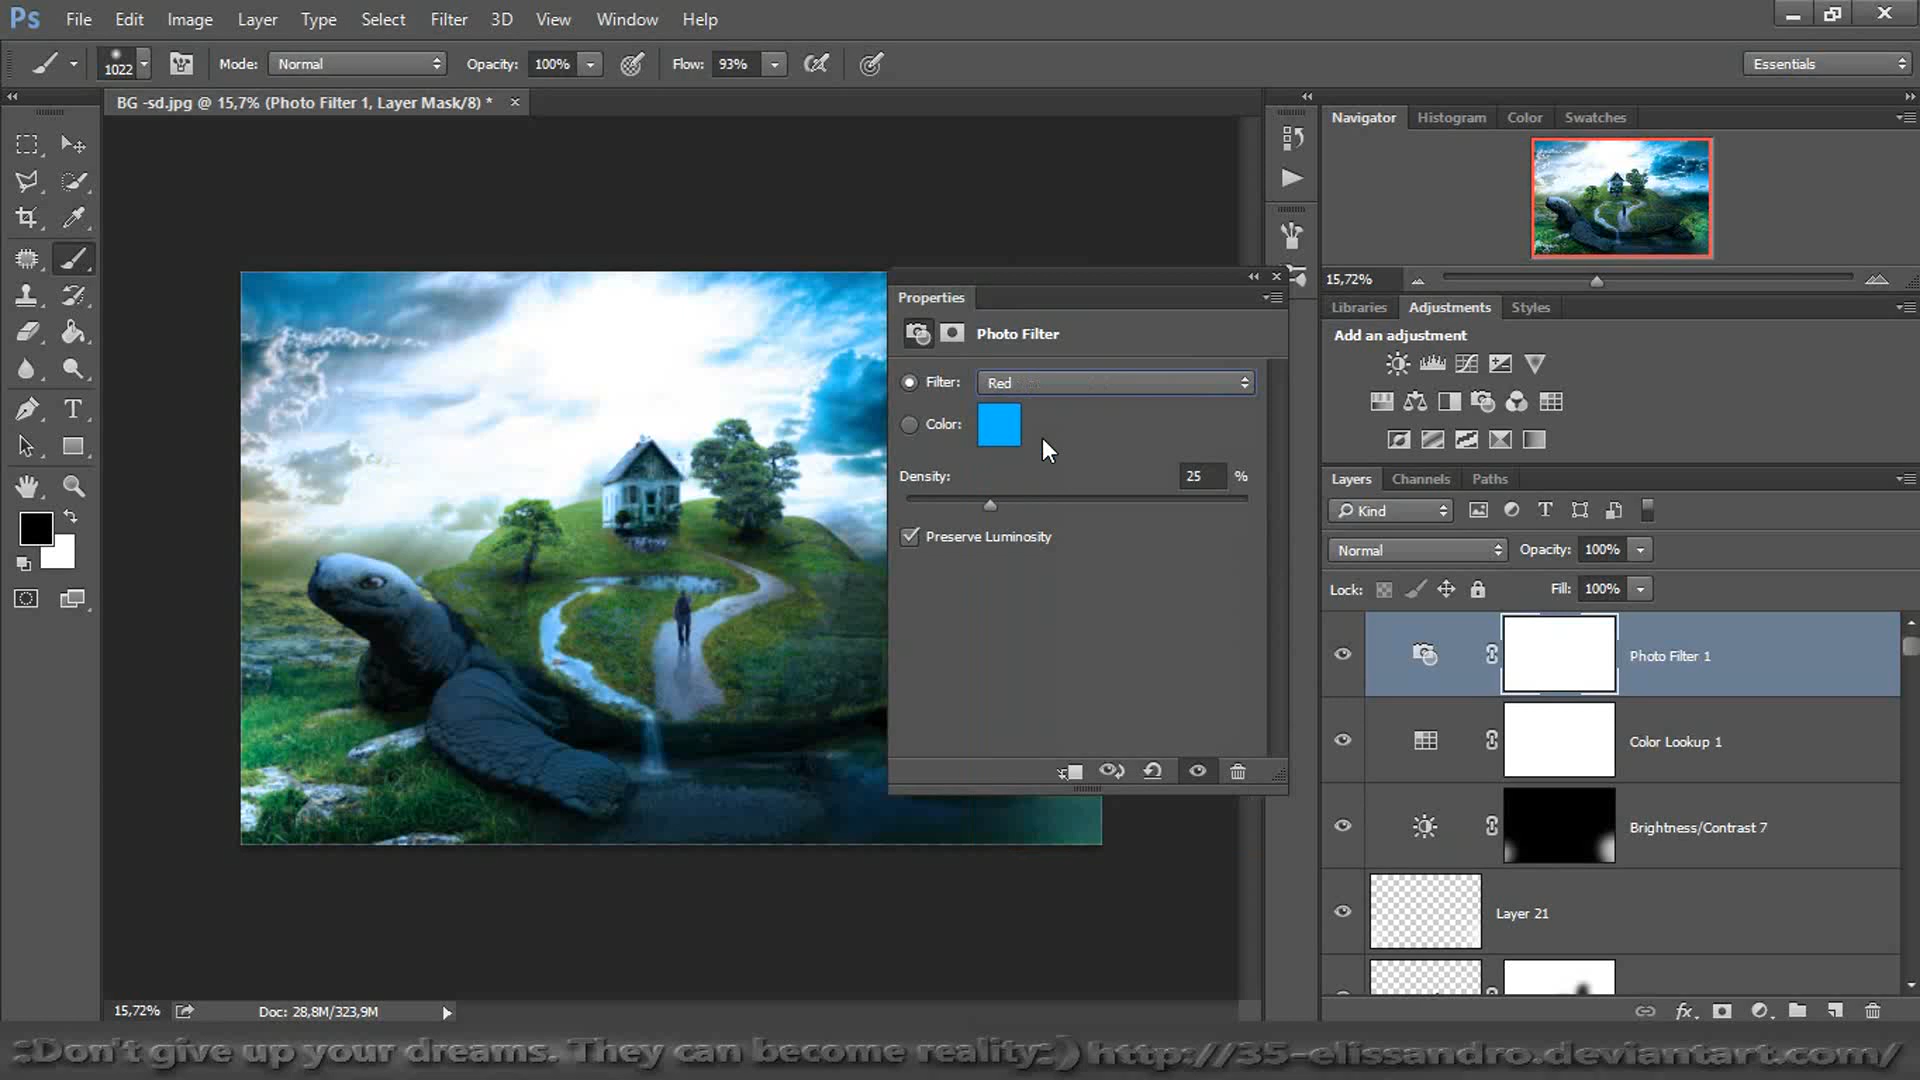 Ps File Edit Image Layer Type Select Filter 3D View Window Help
1022 Mode: Normal Opacity: 100% Flow: 93% Essentials
BG -sd.jpg @ 15,7% (Photo Filter 1, Layer Mask/8) *
Navigator Histogram Color Swatches
15,72%
Libraries Adjustments Styles
Add an adjustment
Properties
Photo Filter
Filter: Red
Color:
Density: 25 %
Preserve Luminosity
Layers Channels Paths
Kind
Normal Opacity: 100%
Lock: Fill: 100%
Photo Filter 1
Color Lookup 1
Brightness/Contrast 7
Layer 21
15,72% Doc: 28,8M/323,9M
::Don't give up your dreams. They can become reality:;) http://35-elissandro.deviantart.com/